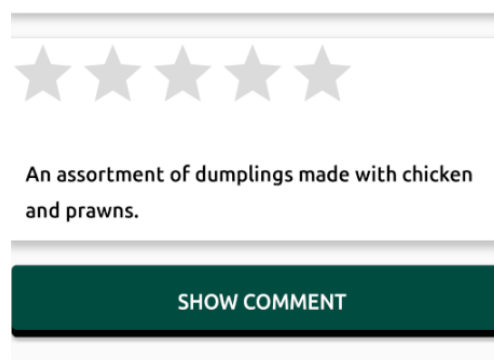 An assortment of dumplings made with chicken
and prawns.
SHOW COMMENT